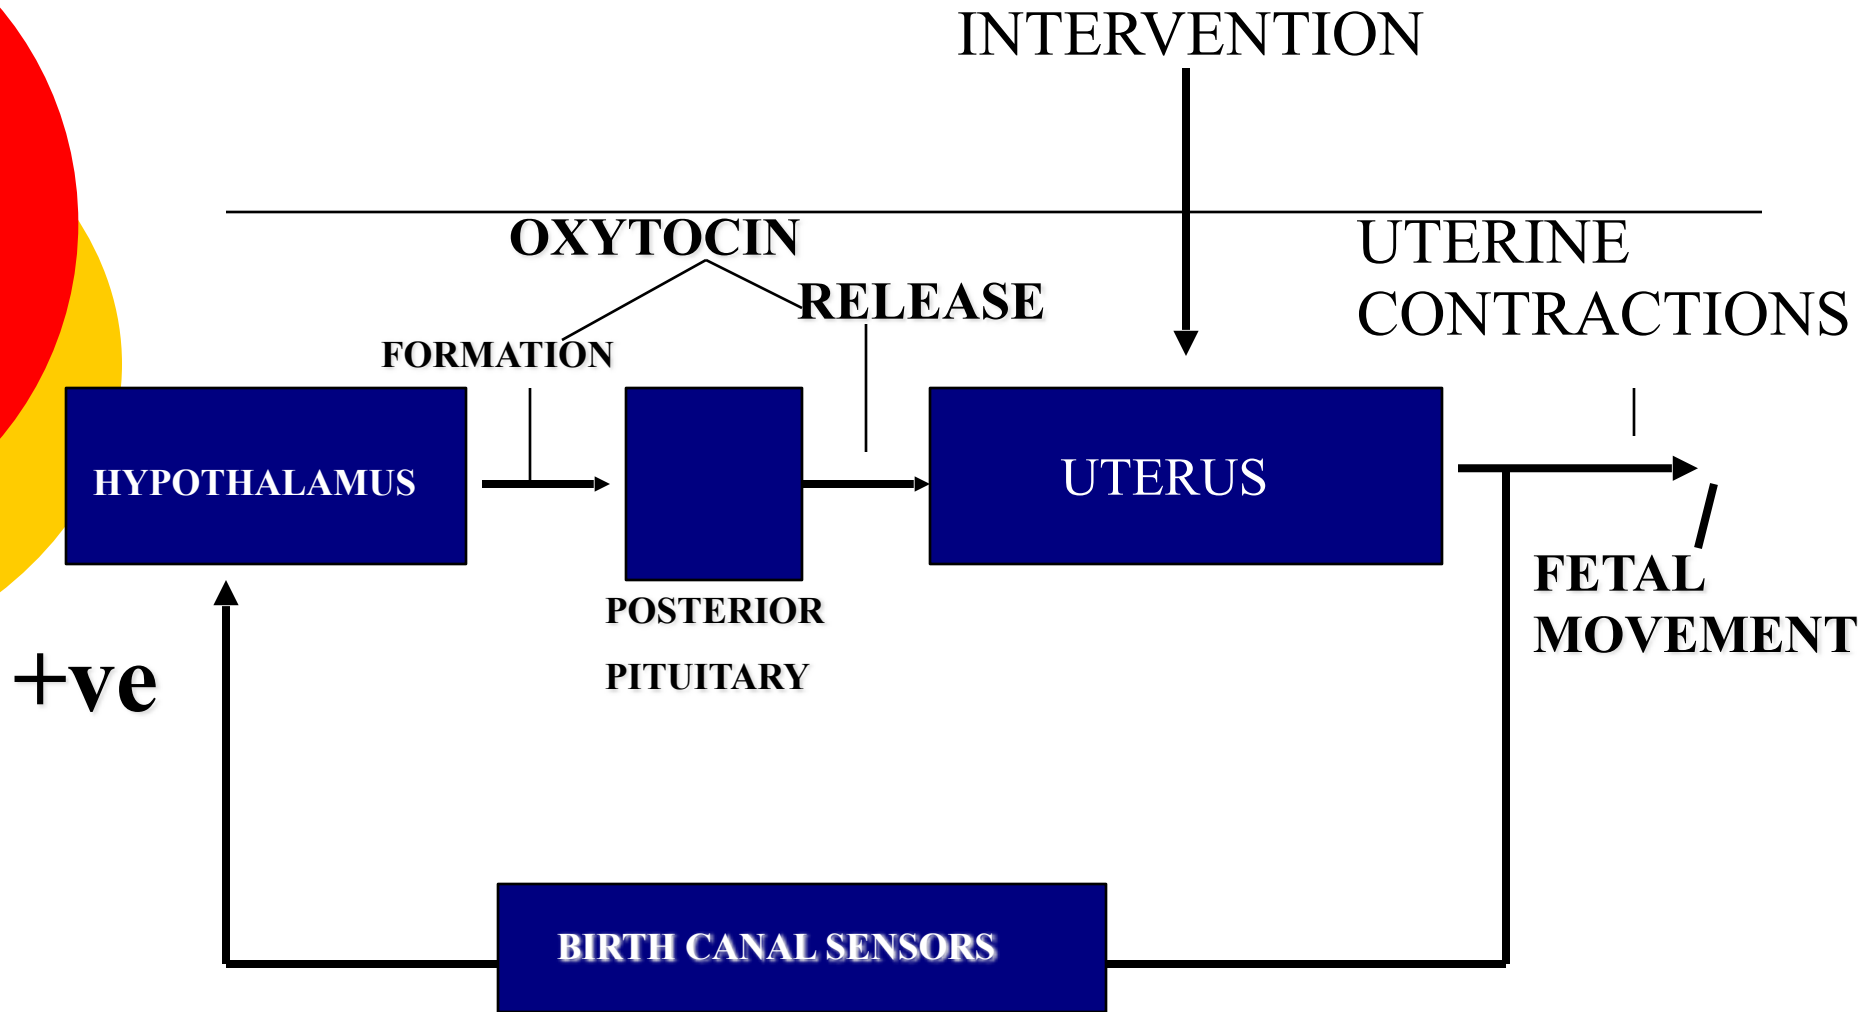 INTERVENTION
OXYTOCIN
RELEASE
UTERINE
CONTRACTIONS
FORMATION
HYPOTHALAMUS
UTERUS
POSTERIOR
PITUITARY
FETAL
MOVEMENT
+ve
BIRTH CANAL SENSORS